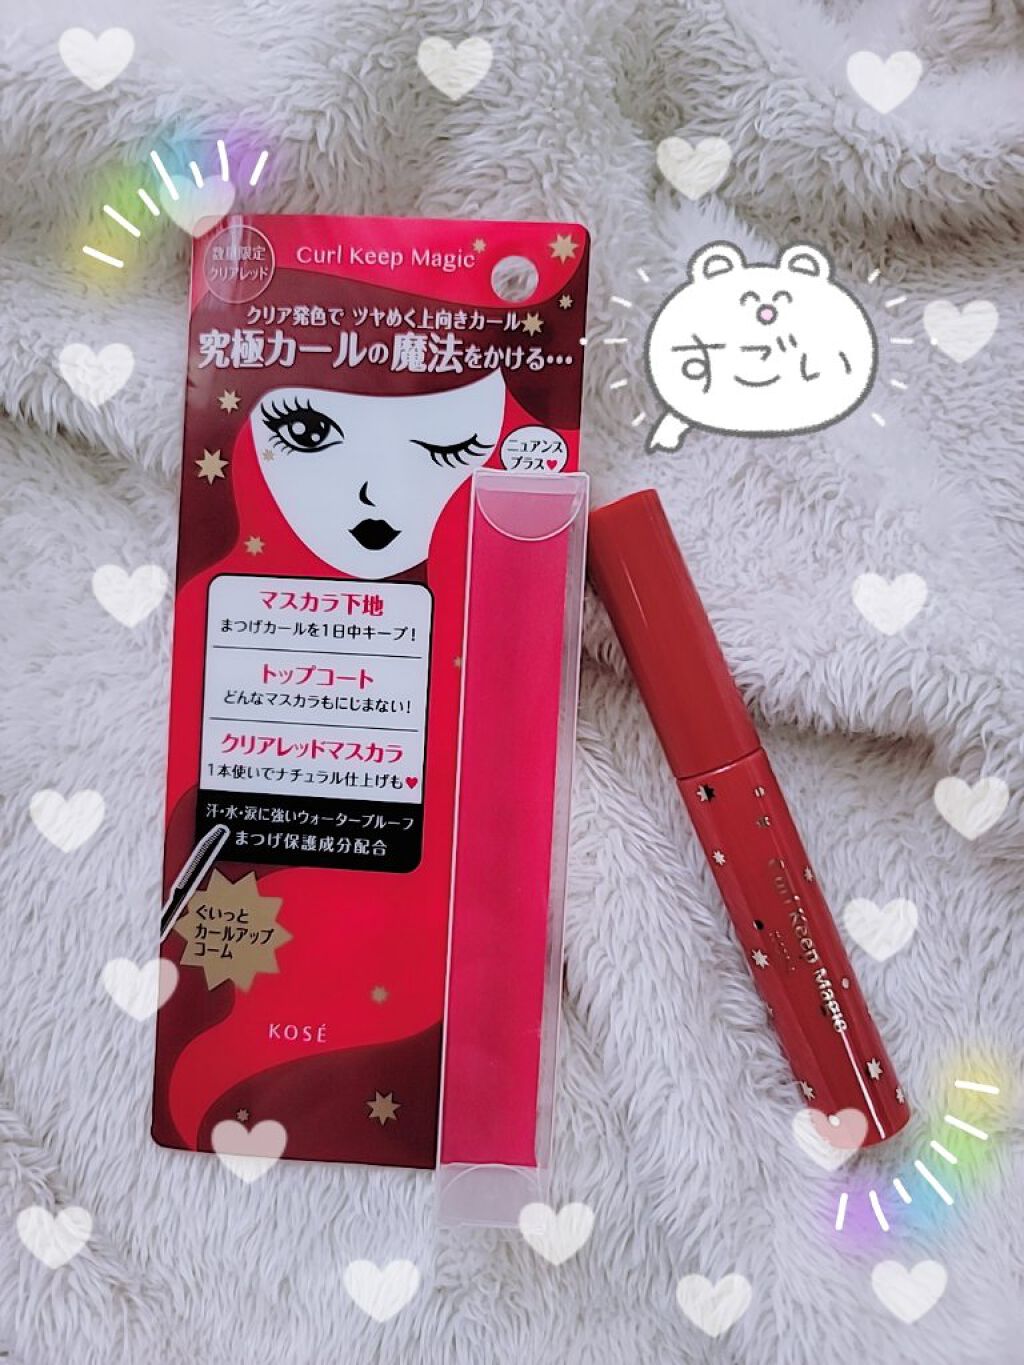 数量限定
クリアレッド
Curl Keep Magic
クリア発色で ツヤめく上向きカール
究極カールの魔法をかける…
すごい
ニュアンス
プラス♥
マスカラ下地
まつげカールを1日中キープ!
トップコート
どんなマスカラもにじまない!
クリアレッドマスカラ
1本使いでナチュラル仕上げも♥
汗・水・涙に強いウォータープルーフ
まつげ保護成分配合
ぐいっと
カールアップ
コーム
KOSÉ
Curl Keep Magic